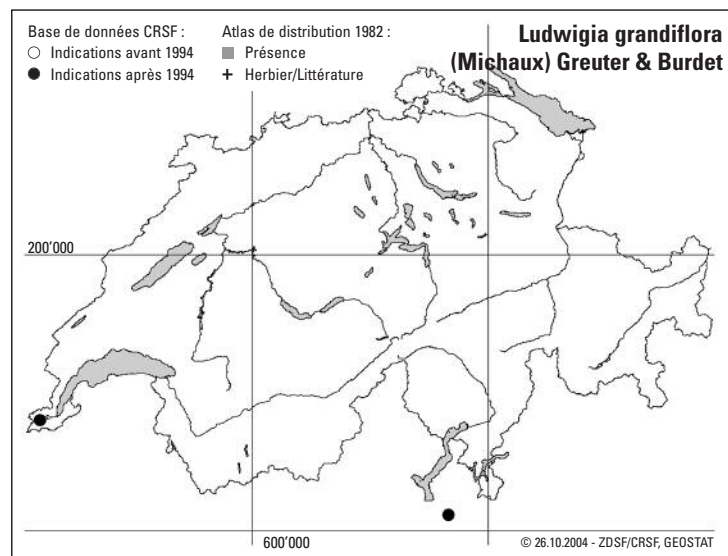 Base de données CRSF :
○ Indications avant 1994
● Indications après 1994
Atlas de distribution 1982 :
Présence
+ Herbier/Littérature
Ludwigia grandiflora
(Michaux) Greuter & Burdet
200'000
600'000
© 26.10.2004 - ZDSF/CRSF, GEOSTAT